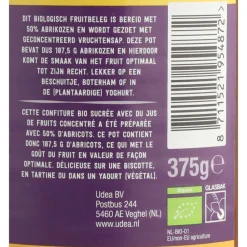 DIT BIOLOGISCH FRUITBELEG IS BEREID MET
50% ABRIKOZEN EN WORDT GEZOET MET
GECONCENTREERD VRUCHTENSAP. DEZE POT
BEVAT DUS 187,5 G ABRIKOZEN EN HIERDOOR
KOMT DE SMAAK VAN HET FRUIT OPTIMAAL
TOT ZIJN RECHT. LEKKER OP EEN
BESCHUITJE, BOTERHAM OF IN DE
(PLANTAARDIGE) YOGHURT.
CETTE CONFITURE BIO SUCRÉE AVEC DU JUS
DE FRUITS CONCENTRÉ A ÉTÉ PRÉPARÉE
AVEC 50% D'ABRICOTS. CE POT CONTIENT
DONC 187,5 G D'ABRICOTS, CE QUI MET LE
GOÛT DU FRUIT EN VALEUR DE FAÇON
OPTIMALE. DÉLICIEUSE SUR UNE BISCOTTE,
EN TARTINE OU DANS UN YAOURT (VÉGÉTAL).
Udea BV
Postbus 244
5460 AE Veghel (NL)
www.udea.nl
8 711521 954872 >
375g e
GLASBAK
NL-BIO-01
EU/non-EU agriculture